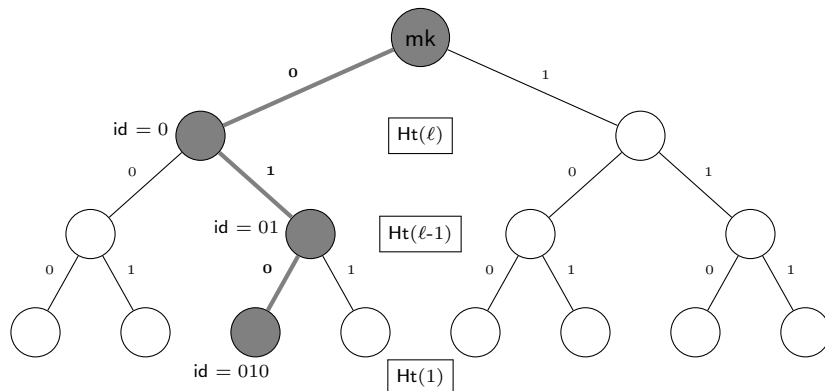 mk
0 1
id = 0 Ht(ℓ)
0 1 0 1
id = 01 Ht(ℓ-1)
0 1 0 1 0 1 0 1
id = 010 Ht(1)